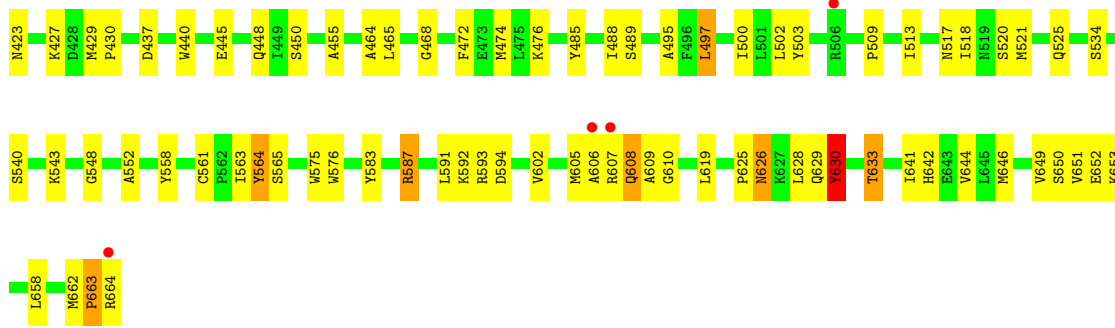 N423 K427 D428 M429 P430 D437 W440 E445 Q448 I449 S450 A455 A464 L465 G468 F472 E473 M474 L475 K476 Y485 I488 S489 A495 F496 L497 I500 L501 L502 Y503 R506 P509 I513 N517 I518 N519 S520 M521 Q525 S534
S540 K543 G548 A552 Y558 C561 P562 I563 Y564 S565 W575 W576 Y583 R587 L591 K592 R593 D594 V602 M605 A606 R607 Q608 A609 G610 L619 P625 N626 K627 L628 Q629 Y630 T633 I641 H642 E643 V644 L645 M646 V649 S650 V651 E652 K653
L658 M662 P663 R664